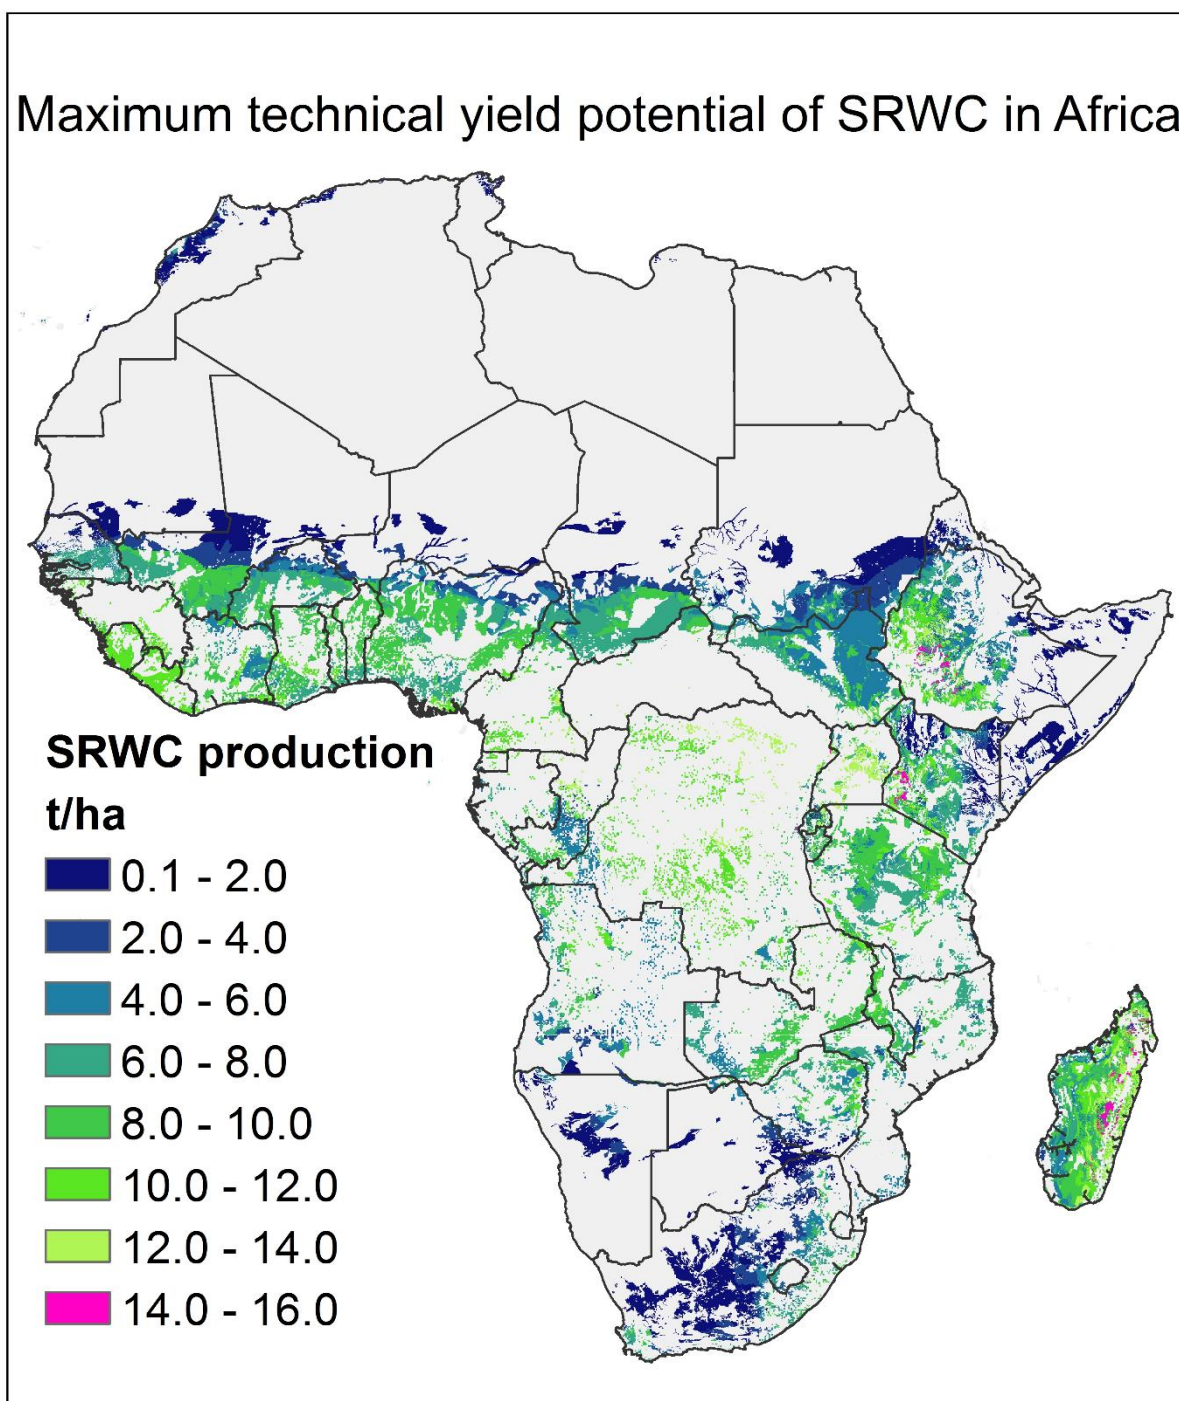 Maximum technical yield potential of SRWC in Africa
SRWC production
t/ha
0.1 - 2.0
2.0 - 4.0
4.0 - 6.0
6.0 - 8.0
8.0 - 10.0
10.0 - 12.0
12.0 - 14.0
14.0 - 16.0